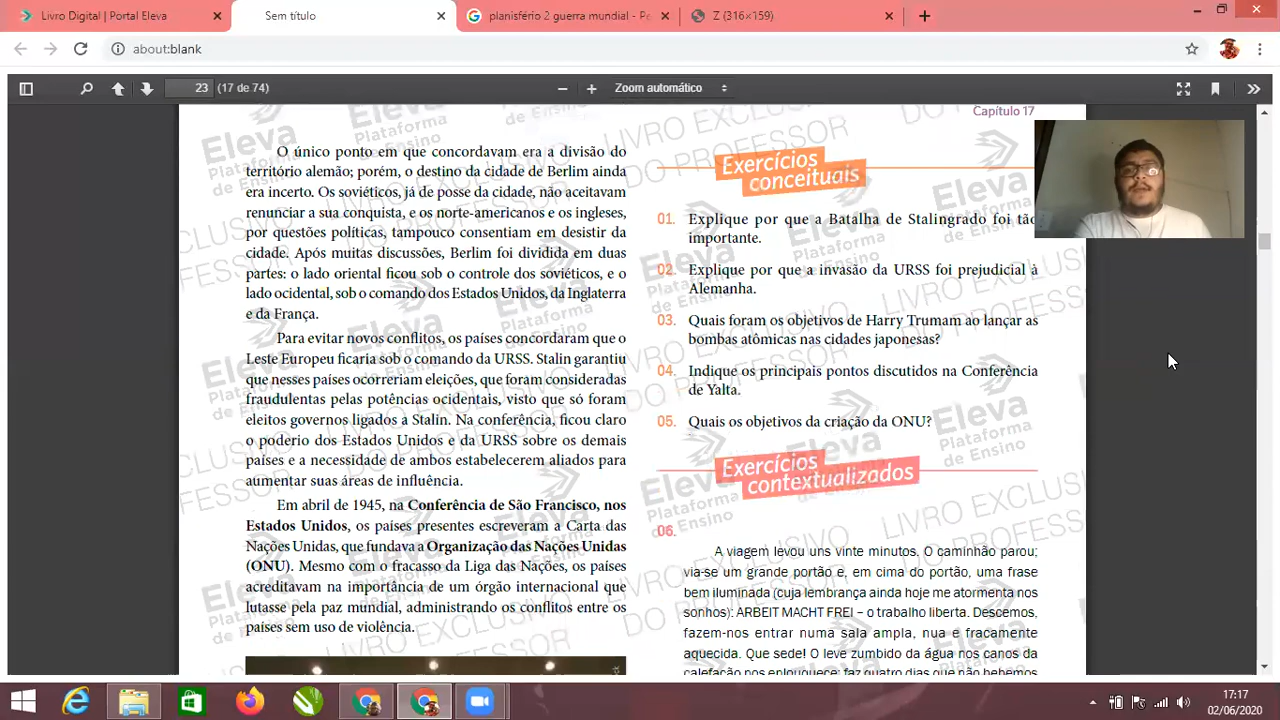 Livro Digital | Portal Eleva
Sem título
planisfério 2 guerra mundial - Pe
Z (316×159)
about:blank
23 (17 de 74)
Zoom automático
Capítulo 17
O único ponto em que concordavam era a divisão do
território alemão; porém, o destino da cidade de Berlim ainda
era incerto. Os soviéticos, já de posse da cidade, não aceitavam
renunciar a sua conquista, e os norte-americanos e os ingleses,
por questões políticas, tampouco consentiam em desistir da
cidade. Após muitas discussões, Berlim foi dividida em duas
partes: o lado oriental ficou sob o controle dos soviéticos, e o
lado ocidental, sob o comando dos Estados Unidos, da Inglaterra
e da França.
Para evitar novos conflitos, os países concordaram que o
Leste Europeu ficaria sob o comando da URSS. Stalin garantiu
que nesses países ocorreriam eleições, que foram consideradas
fraudulentas pelas potências ocidentais, visto que só foram
eleitos governos ligados a Stalin. Na conferência, ficou claro
o poderio dos Estados Unidos e da URSS sobre os demais
países e a necessidade de ambos estabelecerem aliados para
aumentar suas áreas de influência.
Em abril de 1945, na Conferência de São Francisco, nos
Estados Unidos, os países presentes escreveram a Carta das
Nações Unidas, que fundava a Organização das Nações Unidas
(ONU). Mesmo com o fracasso da Liga das Nações, os países
acreditavam na importância de um órgão internacional que
lutasse pela paz mundial, administrando os conflitos entre os
países sem uso de violência.
Exercícios
conceituais
01. Explique por que a Batalha de Stalingrado foi tão
importante.
02. Explique por que a invasão da URSS foi prejudicial à
Alemanha.
03. Quais foram os objetivos de Harry Trumam ao lançar as
bombas atômicas nas cidades japonesas?
04. Indique os principais pontos discutidos na Conferência
de Yalta.
05. Quais os objetivos da criação da ONU?
Exercícios
contextualizados
06.
A viagem levou uns vinte minutos. O caminhão parou;
via-se um grande portão e, em cima do portão, uma frase
bem iluminada (cuja lembrança ainda hoje me atormenta nos
sonhos): ARBEIT MACHT FREI – o trabalho liberta. Descemos,
fazem-nos entrar numa sala ampla, nua e fracamente
aquecida. Que sede! O leve zumbido da água nos canos da
calefação nos enlouquece: faz quatro dias que não bebemos
Eleva
Plataforma
de Ensino
LIVRO EXCLUSIVO
DO PROFESSOR
17:17
02/06/2020